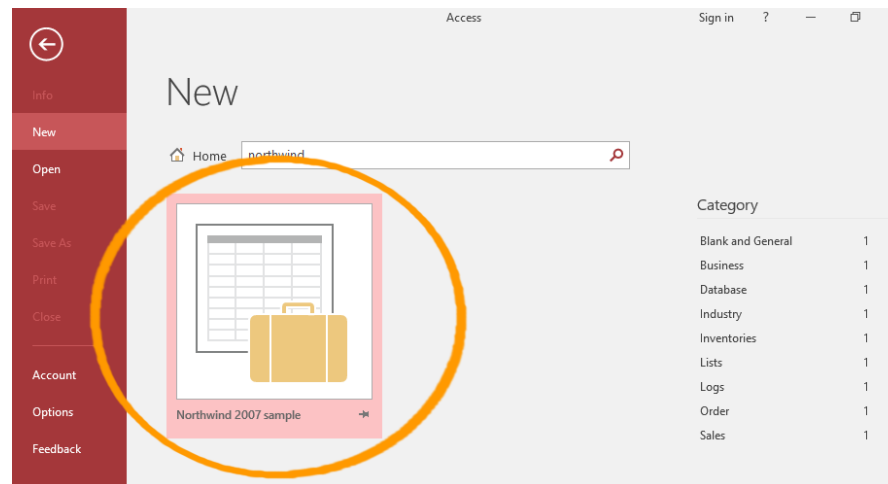 Access
Sign in ?
Info
New
Open
Save
Save As
Print
Close
Account
Options
Feedback
New
Home northwind
Northwind 2007 sample
Category
Blank and General 1
Business 1
Database 1
Industry 1
Inventories 1
Lists 1
Logs 1
Order 1
Sales 1